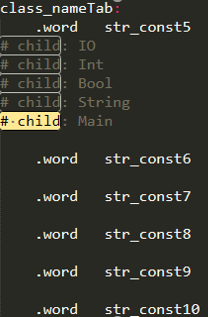 class_nameTab:
.word str_const5
# child: IO
# child: Int
# child: Bool
# child: String
# child: Main
.word str_const6
.word str_const7
.word str_const8
.word str_const9
.word str_const10